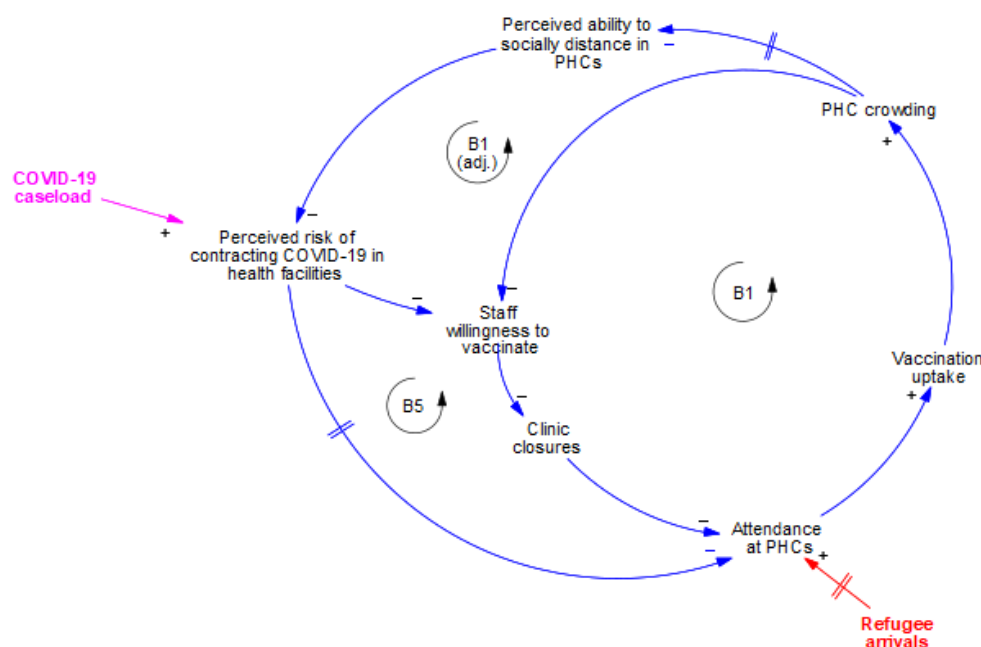 Perceived ability to
socially distance in
PHCs
–
PHC crowding
+
B1
(adj.)
COVID-19
caseload
+
–
Perceived risk of
contracting COVID-19 in
health facilities
–
–
Staff
willingness to
vaccinate
B1
Vaccination
uptake
+
B5
–
Clinic
closures
–
Attendance
at PHCs
–
+
Refugee
arrivals